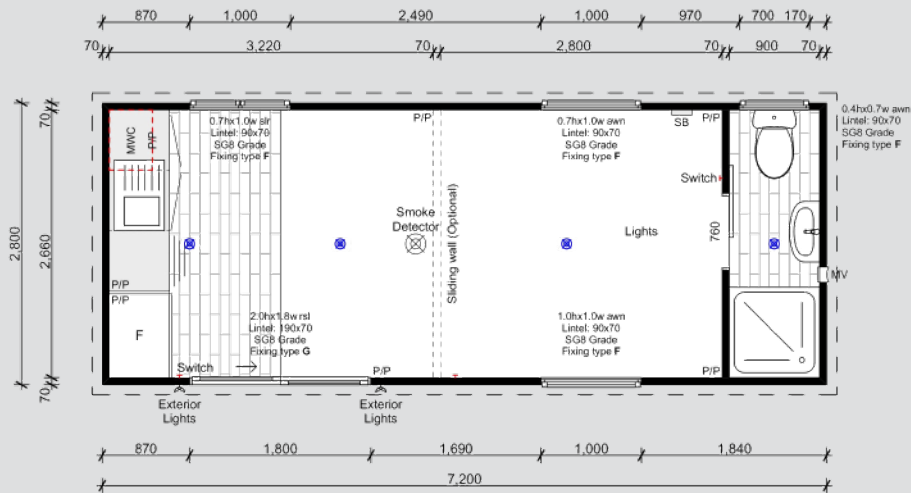 870
1,000
2,490
1,000
970
700
170
70
3,220
70
2,800
70
900
70
2,800
70
2,660
70
MWC
P/P
0.7hx1.0w slr
Lintel: 90x70
SG8 Grade
Fixing type F
P/P
0.7hx1.0w awn
Lintel: 90x70
SG8 Grade
Fixing type F
SB
P/P
0.4hx0.7w awn
Lintel: 90x70
SG8 Grade
Fixing type F
Switch
Smoke
Detector
Sliding wall (Optional)
Lights
760
MV
P/P
P/P
F
2.0hx1.8w rsl
Lintel: 190x70
SG8 Grade
Fixing type G
1.0hx1.0w awn
Lintel: 90x70
SG8 Grade
Fixing type F
Switch
P/P
P/P
Exterior
Lights
Exterior
Lights
870
1,800
1,690
1,000
1,840
7,200